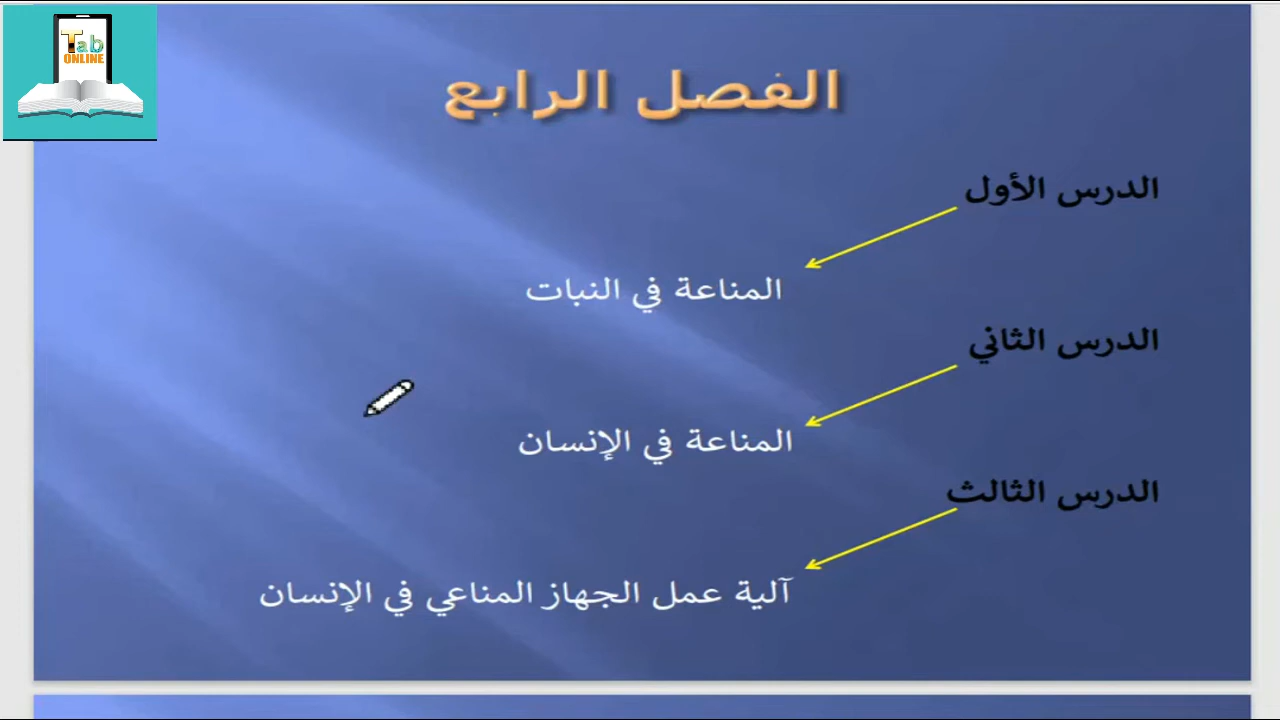 Tab
ONLINE
الفصل الرابع
الدرس الأول
المناعة في النبات
الدرس الثاني
المناعة في الإنسان
الدرس الثالث
آلية عمل الجهاز المناعي في الإنسان